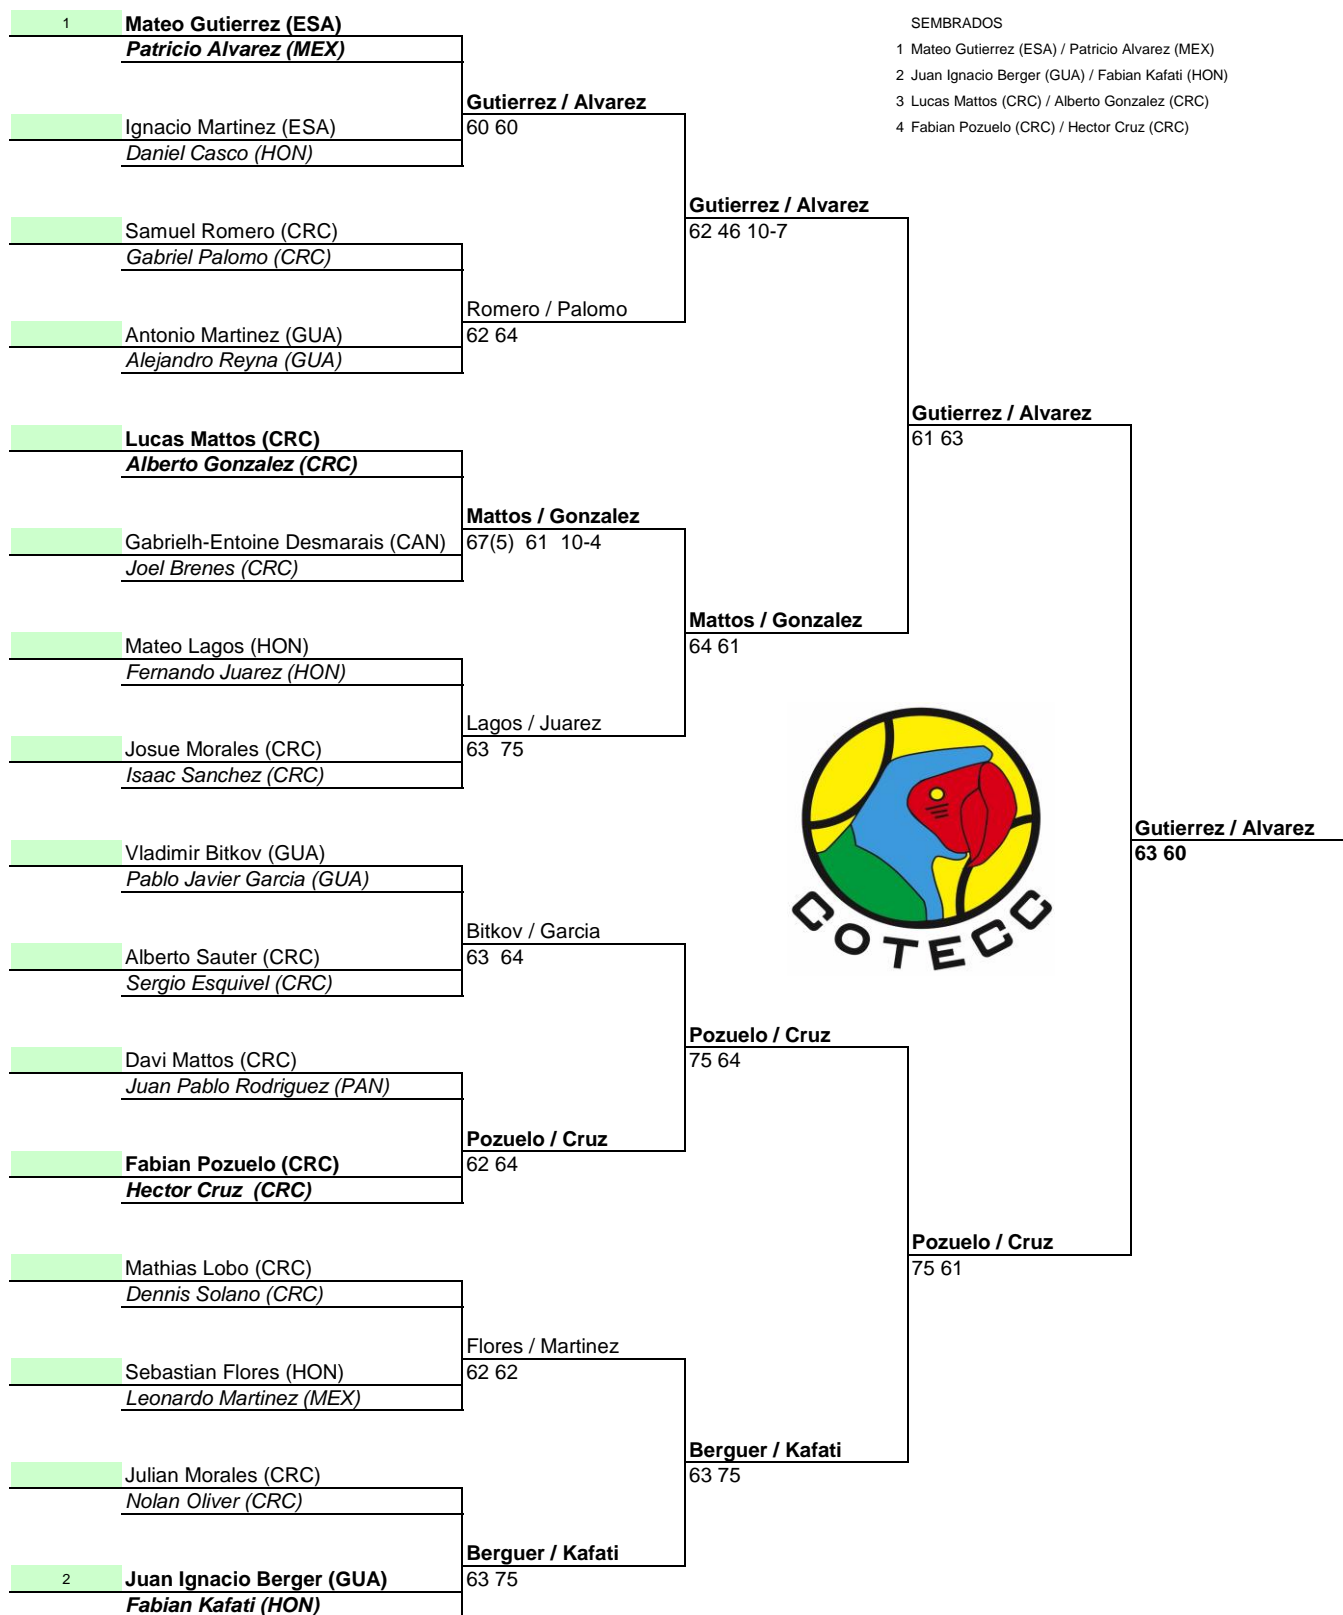 1 Mateo Gutierrez (ESA)
Patricio Alvarez (MEX)
SEMBRADOS
1 Mateo Gutierrez (ESA) / Patricio Alvarez (MEX)
2 Juan Ignacio Berger (GUA) / Fabian Kafati (HON)
3 Lucas Mattos (CRC) / Alberto Gonzalez (CRC)
4 Fabian Pozuelo (CRC) / Hector Cruz (CRC)
Gutierrez / Alvarez
Ignacio Martinez (ESA) 60 60
Daniel Casco (HON)
Gutierrez / Alvarez
Samuel Romero (CRC) 62 46 10-7
Gabriel Palomo (CRC)
Romero / Palomo
Antonio Martinez (GUA) 62 64
Alejandro Reyna (GUA)
Gutierrez / Alvarez
Lucas Mattos (CRC) 61 63
Alberto Gonzalez (CRC)
Mattos / Gonzalez
Gabrielh-Entoine Desmarais (CAN) 67(5) 61 10-4
Joel Brenes (CRC)
Mattos / Gonzalez
Mateo Lagos (HON) 64 61
Fernando Juarez (HON)
Lagos / Juarez
Josue Morales (CRC) 63 75
Isaac Sanchez (CRC)
Gutierrez / Alvarez
Vladimir Bitkov (GUA) 63 60
Pablo Javier Garcia (GUA)
COTECC
Bitkov / Garcia
Alberto Sauter (CRC) 63 64
Sergio Esquivel (CRC)
Pozuelo / Cruz
Davi Mattos (CRC) 75 64
Juan Pablo Rodriguez (PAN)
Pozuelo / Cruz
Fabian Pozuelo (CRC) 62 64
Hector Cruz (CRC)
Pozuelo / Cruz
Mathias Lobo (CRC) 75 61
Dennis Solano (CRC)
Flores / Martinez
Sebastian Flores (HON) 62 62
Leonardo Martinez (MEX)
Berguer / Kafati
Julian Morales (CRC) 63 75
Nolan Oliver (CRC)
Berguer / Kafati
2 Juan Ignacio Berger (GUA) 63 75
Fabian Kafati (HON)